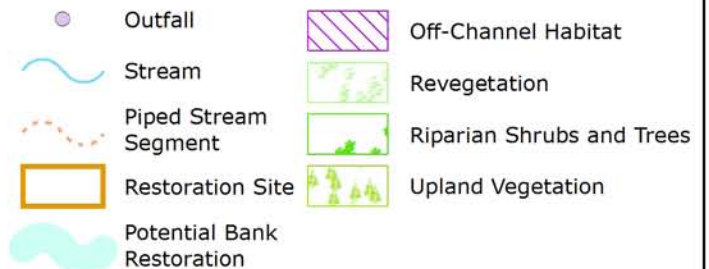 Outfall
Stream
Piped Stream
Segment
Restoration Site
Potential Bank
Restoration
Off-Channel Habitat
Revegetation
Riparian Shrubs and Trees
Upland Vegetation